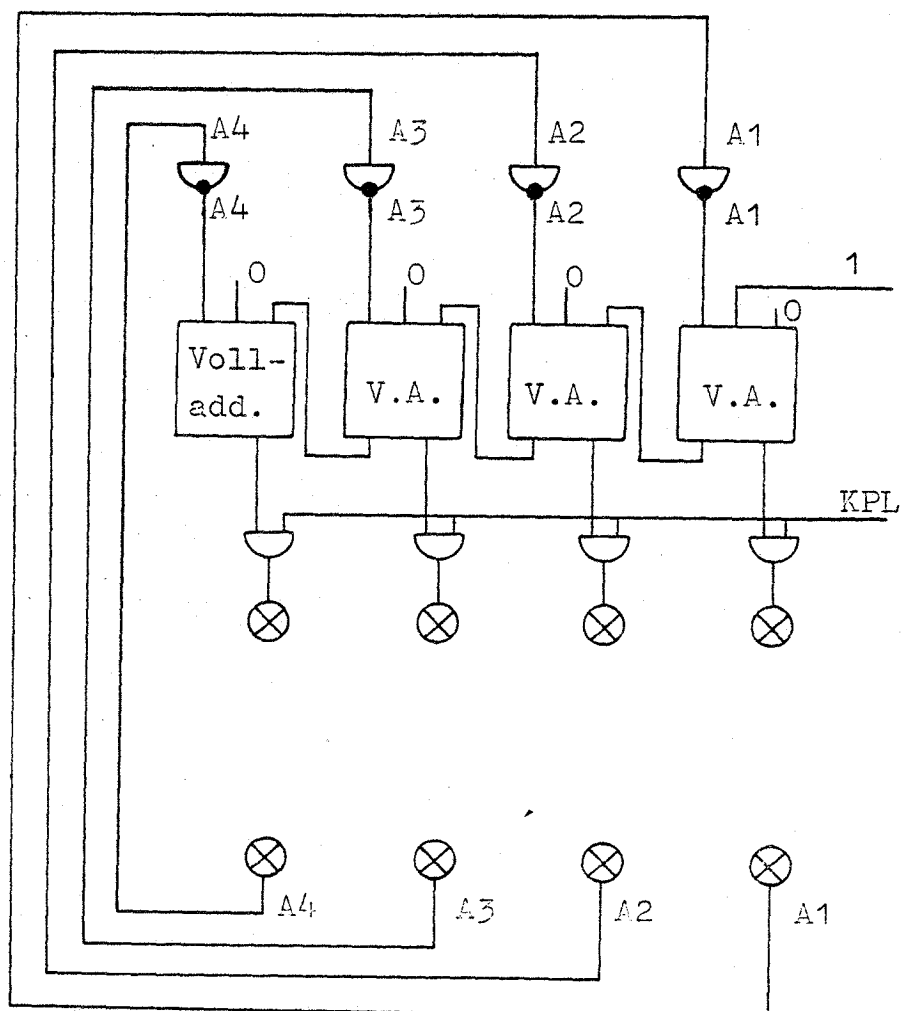 A4 A3 A2 A1
A4 A3 A2 A1
0 0 0 1
0
Voll-
add. V.A. V.A. V.A.
KPL
A4 A3 A2 A1